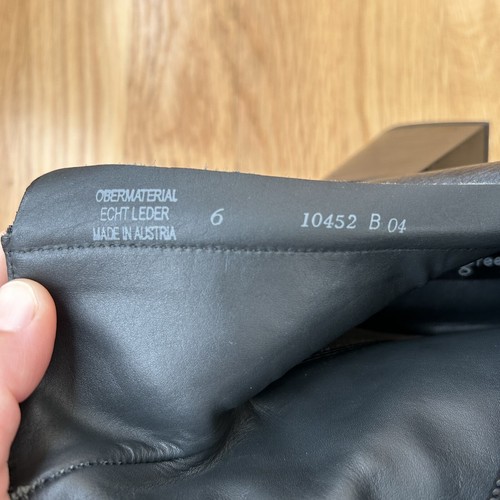 OBERMATERIAL
ECHT LEDER
MADE IN AUSTRIA
6
10452 B 04